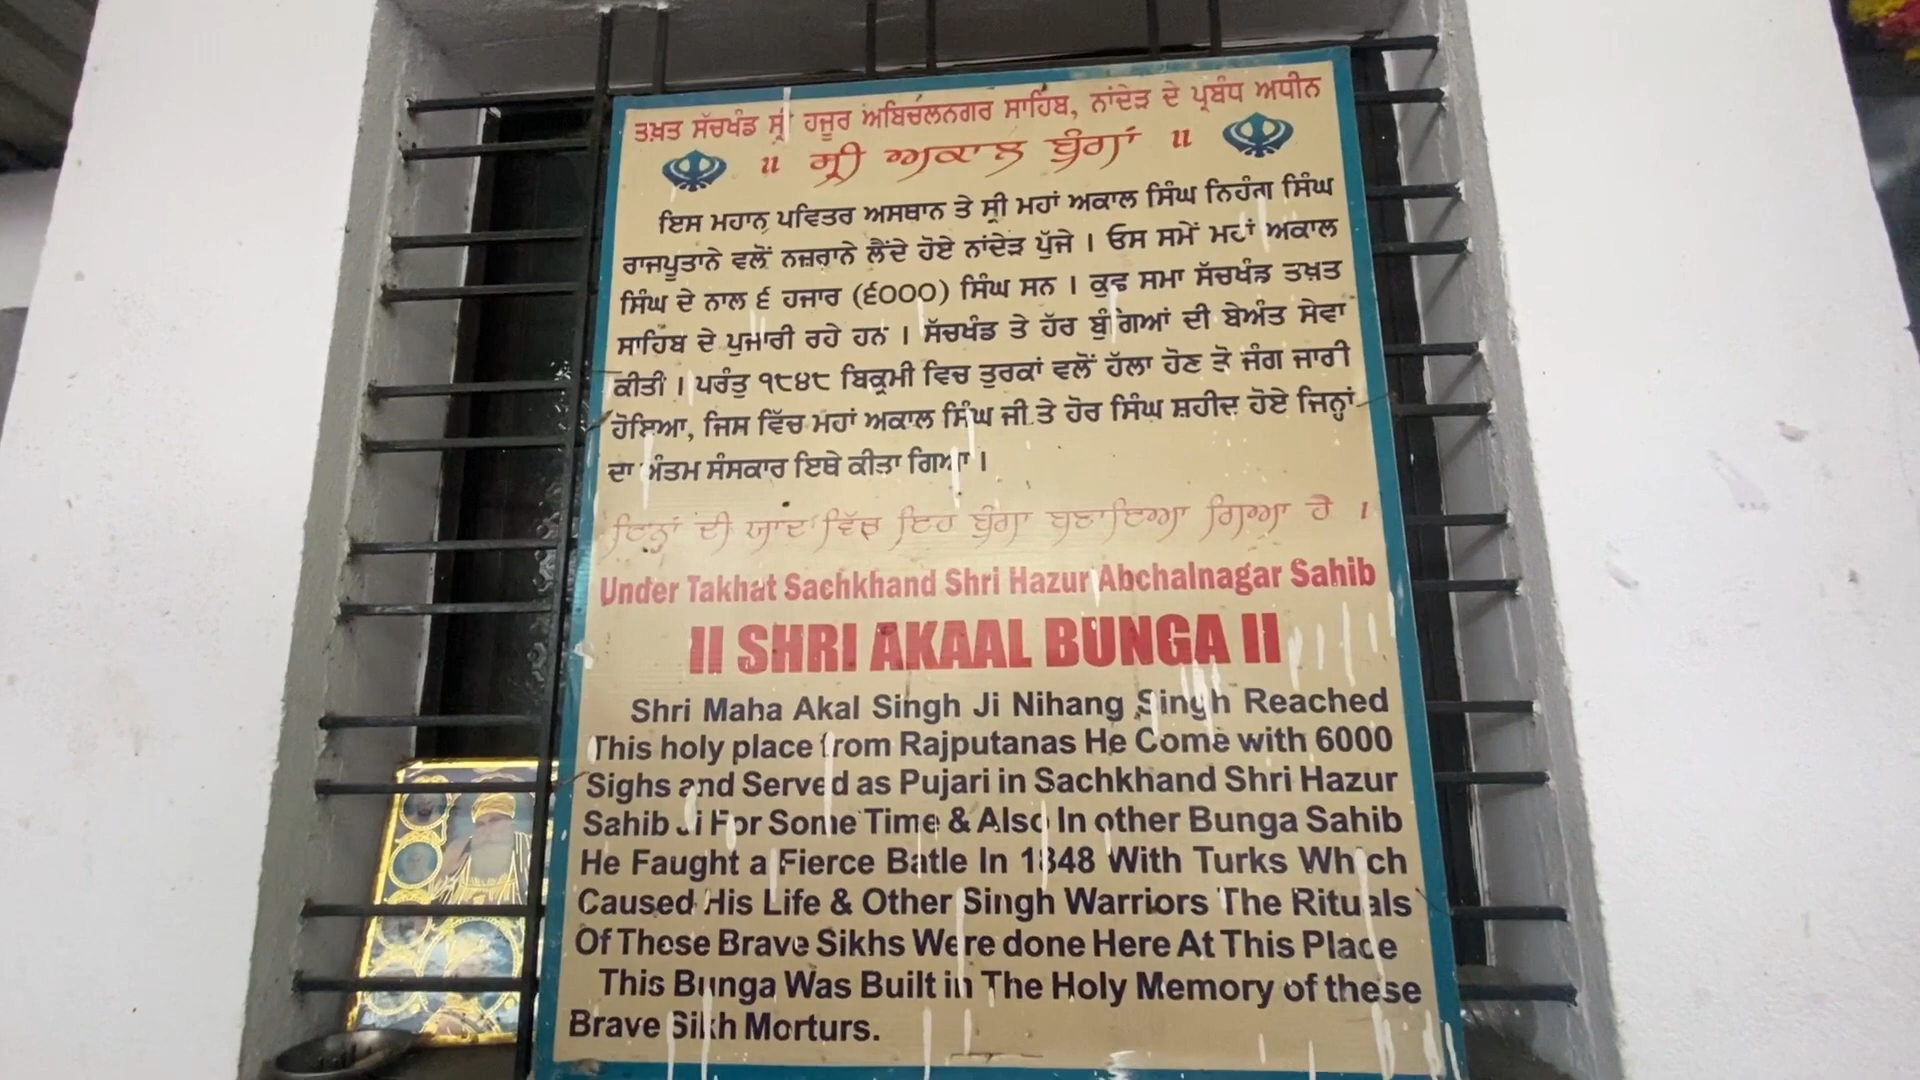 ਤਖ਼ਤ ਸੱਚਖੰਡ ਸ੍ਰੀ ਹਜੂਰ ਅਬਿਚਲਨਗਰ ਸਾਹਿਬ, ਨਾਂਦੇੜ ਦੇ ਪ੍ਰਬੰਧ ਅਧੀਨ
॥ ਸ੍ਰੀ ਅਕਾਲ ਬੁੰਗਾ ॥
ਇਸ ਮਹਾਨ ਪਵਿਤਰ ਅਸਥਾਨ ਤੇ ਸ੍ਰੀ ਮਹਾਂ ਅਕਾਲ ਸਿੰਘ ਨਿਹੰਗ ਸਿੰਘ
ਰਾਜਪੂਤਾਨੇ ਵਲੋਂ ਨਜ਼ਰਾਨੇ ਲੈਂਦੇ ਹੋਏ ਨਾਂਦੇੜ ਪੁੱਜੇ । ਓਸ ਸਮੇਂ ਮਹਾਂ ਅਕਾਲ
ਸਿੰਘ ਦੇ ਨਾਲ ੬ ਹਜਾਰ (੬੦੦੦) ਸਿੰਘ ਸਨ । ਕੁਛ ਸਮਾ ਸੱਚਖੰਡ ਤਖ਼ਤ
ਸਾਹਿਬ ਦੇ ਪੁਜਾਰੀ ਰਹੇ ਹਨ । ਸੱਚਖੰਡ ਤੇ ਹੱਰ ਬੁੰਗਿਆਂ ਦੀ ਬੇਅੰਤ ਸੇਵਾ
ਕੀਤੀ । ਪਰੰਤੁ ੧੮੪੮ ਬਿਕ੍ਰਮੀ ਵਿਚ ਤੁਰਕਾਂ ਵਲੋਂ ਹੱਲਾ ਹੋਣ ਤੋ ਜੰਗ ਜਾਰੀ
ਹੋਇਆ, ਜਿਸ ਵਿੱਚ ਮਹਾਂ ਅਕਾਲ ਸਿੰਘ ਜੀ ਤੇ ਹੋਰ ਸਿੰਘ ਸ਼ਹੀਦ ਹੋਏ ਜਿਨ੍ਹਾਂ
ਦਾ ਅੰਤਮ ਸੰਸਕਾਰ ਇਥੇ ਕੀਤਾ ਗਿਆ ।
ਇਨ੍ਹਾਂ ਦੀ ਯਾਦ ਵਿੱਚ ਇਹ ਬੁੰਗਾ ਬਣਾਇਆ ਗਿਆ ਹੈ ।
Under Takhat Sachkhand Shri Hazur Abchalnagar Sahib
II SHRI AKAAL BUNGA II
Shri Maha Akal Singh Ji Nihang Singh Reached
This holy place from Rajputanas He Come with 6000
Sighs and Served as Pujari in Sachkhand Shri Hazur
Sahib Ji For Some Time & Also In other Bunga Sahib
He Faught a Fierce Batle In 1848 With Turks Which
Caused His Life & Other Singh Warriors The Rituals
Of These Brave Sikhs Were done Here At This Place
This Bunga Was Built in The Holy Memory of these
Brave Sikh Morturs.